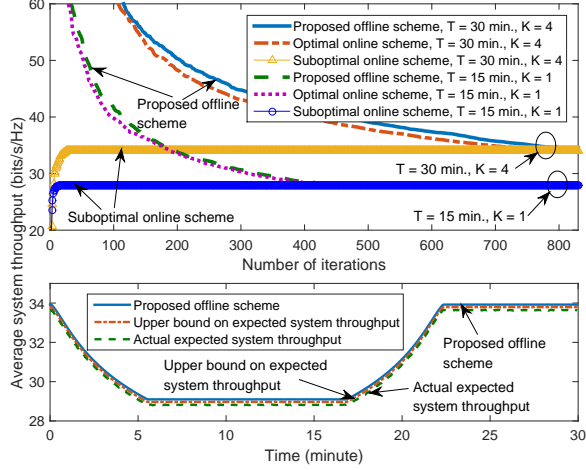 60
50
40
30
20
Proposed offline scheme, T = 30 min., K = 4
Optimal online scheme, T = 30 min., K = 4
Suboptimal online scheme, T = 30 min., K = 4
Proposed offline scheme, T = 15 min., K = 1
Optimal online scheme, T = 15 min., K = 1
Suboptimal online scheme, T = 15 min., K = 1
Proposed offline
scheme
T = 30 min., K = 4
T = 15 min., K = 1
Suboptimal online scheme
0 100 200 300 400 500 600 700 800
Number of iterations
Average system throughput (bits/s/Hz)
34
32
30
28
Proposed offline scheme
Upper bound on expected system throughput
Actual expected system throughput
Proposed offline
scheme
Upper bound on expected
system throughput
Actual expected
system throughput
0 5 10 15 20 25 30
Time (minute)